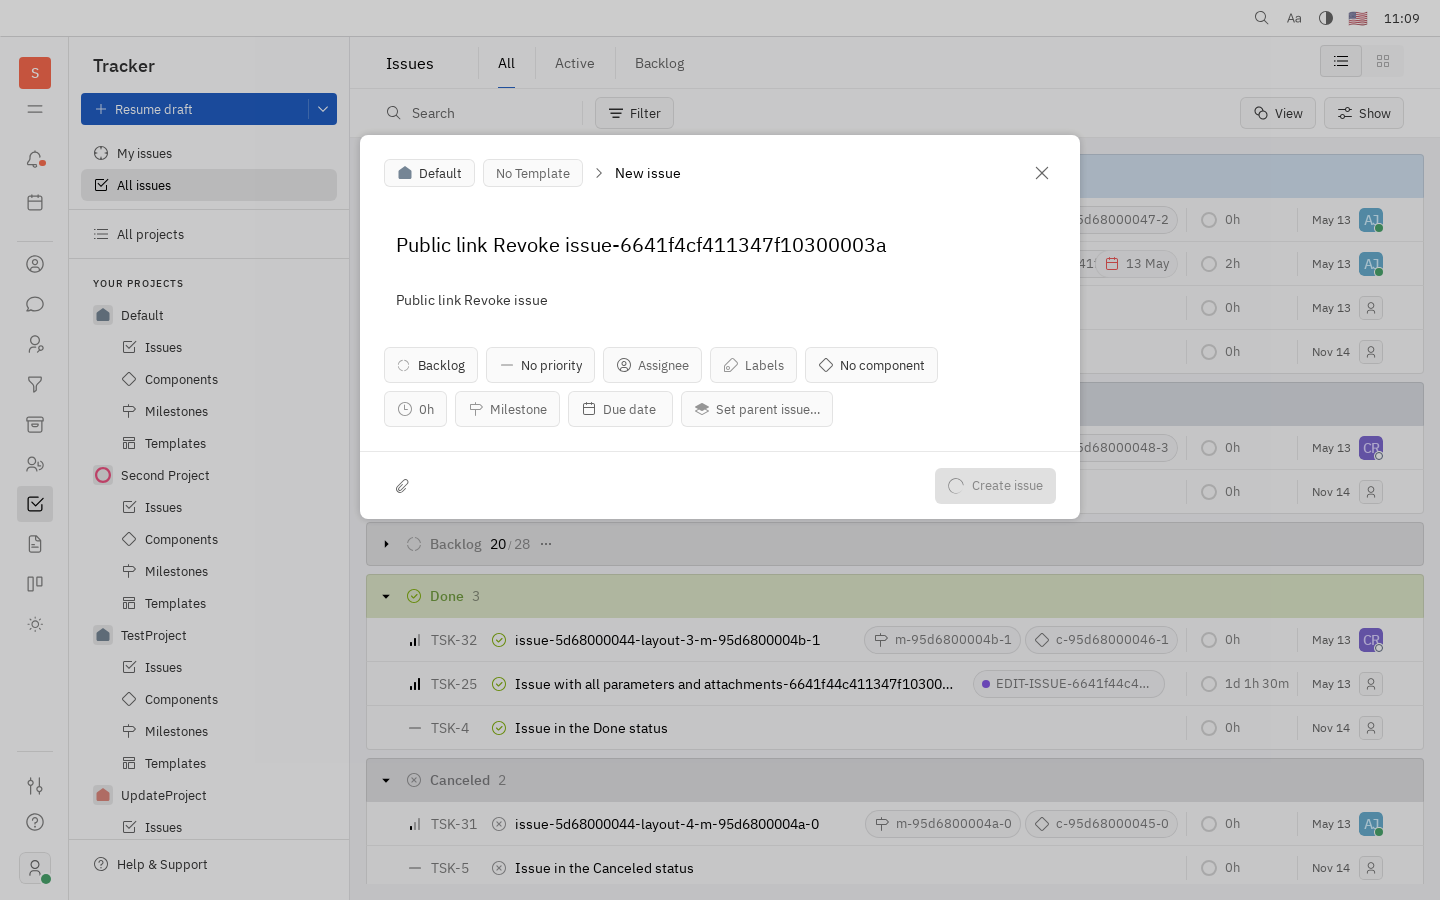 Aa
11:09
S
Tracker
Resume draft
My issues
All issues
All projects
YOUR PROJECTS
Default
Issues
Components
Milestones
Templates
Second Project
Issues
Components
Milestones
Templates
TestProject
Issues
Components
Milestones
Templates
UpdateProject
Issues
Help & Support
Issues
All
Active
Backlog
Search
Filter
View
Show
Default
No Template
New issue
Public link Revoke issue-6641f4cf411347f10300003a
Public link Revoke issue
Backlog
No priority
Assignee
Labels
No component
0h
Milestone
Due date
Set parent issue...
Create issue
5d68000047-2 0h May 13 AJ
13 May 2h May 13 AJ
0h May 13
0h Nov 14
5d68000048-3 0h May 13 CR
0h Nov 14
Backlog 20/28 ...
Done 3
TSK-32 issue-5d68000044-layout-3-m-95d6800004b-1 m-95d6800004b-1 c-95d68000046-1 0h May 13 CR
TSK-25 Issue with all parameters and attachments-6641f44c411347f10300... EDIT-ISSUE-6641f44c4... 1d 1h 30m May 13
TSK-4 Issue in the Done status 0h Nov 14
Canceled 2
TSK-31 issue-5d68000044-layout-4-m-95d6800004a-0 m-95d6800004a-0 c-95d68000045-0 0h May 13 AJ
TSK-5 Issue in the Canceled status 0h Nov 14